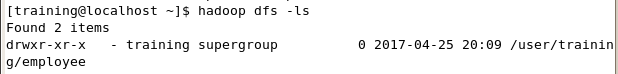 [training@localhost ~]$ hadoop dfs -ls
Found 2 items
drwxr-xr-x   - training supergroup          0 2017-04-25 20:09 /user/trainin
g/employee